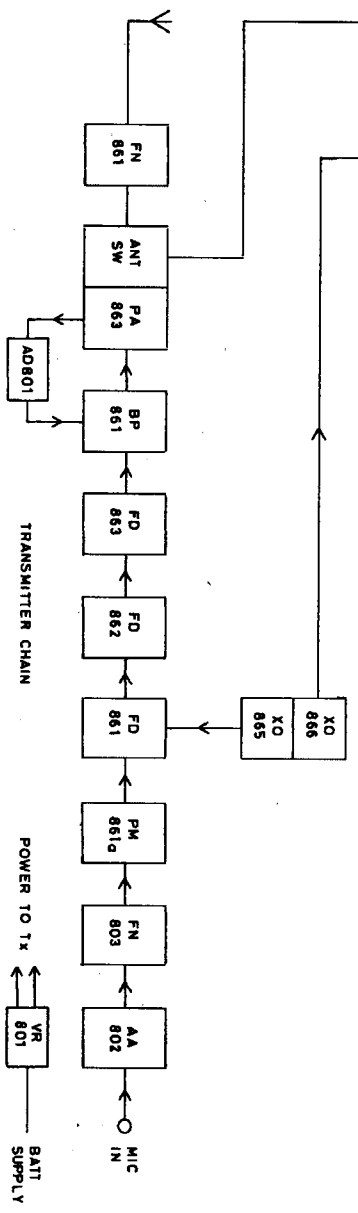 FN
861
ANT
SW
PA
863
AD801
BP
861
FD
863
FD
862
FD
861
XO
866
XO
865
PM
861a
FN
803
AA
802
MIC
IN
TRANSMITTER CHAIN
POWER TO Tx
VR
801
BATT
SUPPLY